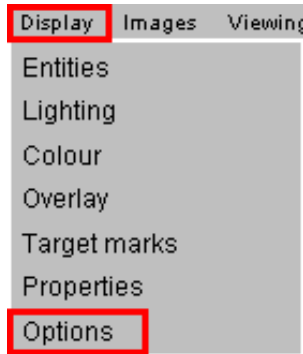 Display Images Viewing
Entities
Lighting
Colour
Overlay
Target marks
Properties
Options